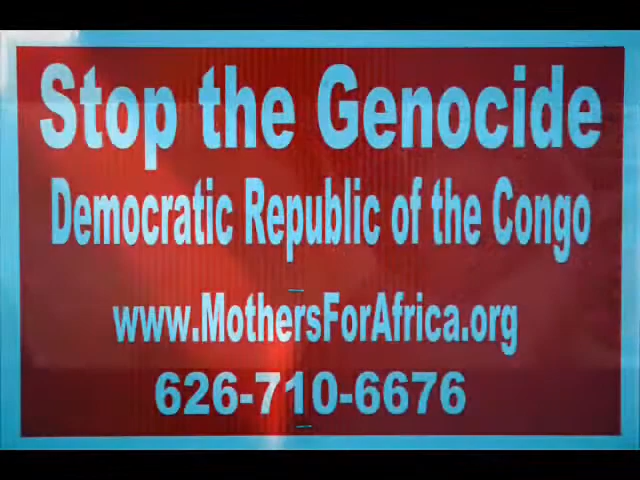 Stop the Genocide
Democratic Republic of the Congo
www.MothersForAfrica.org
626-710-6676